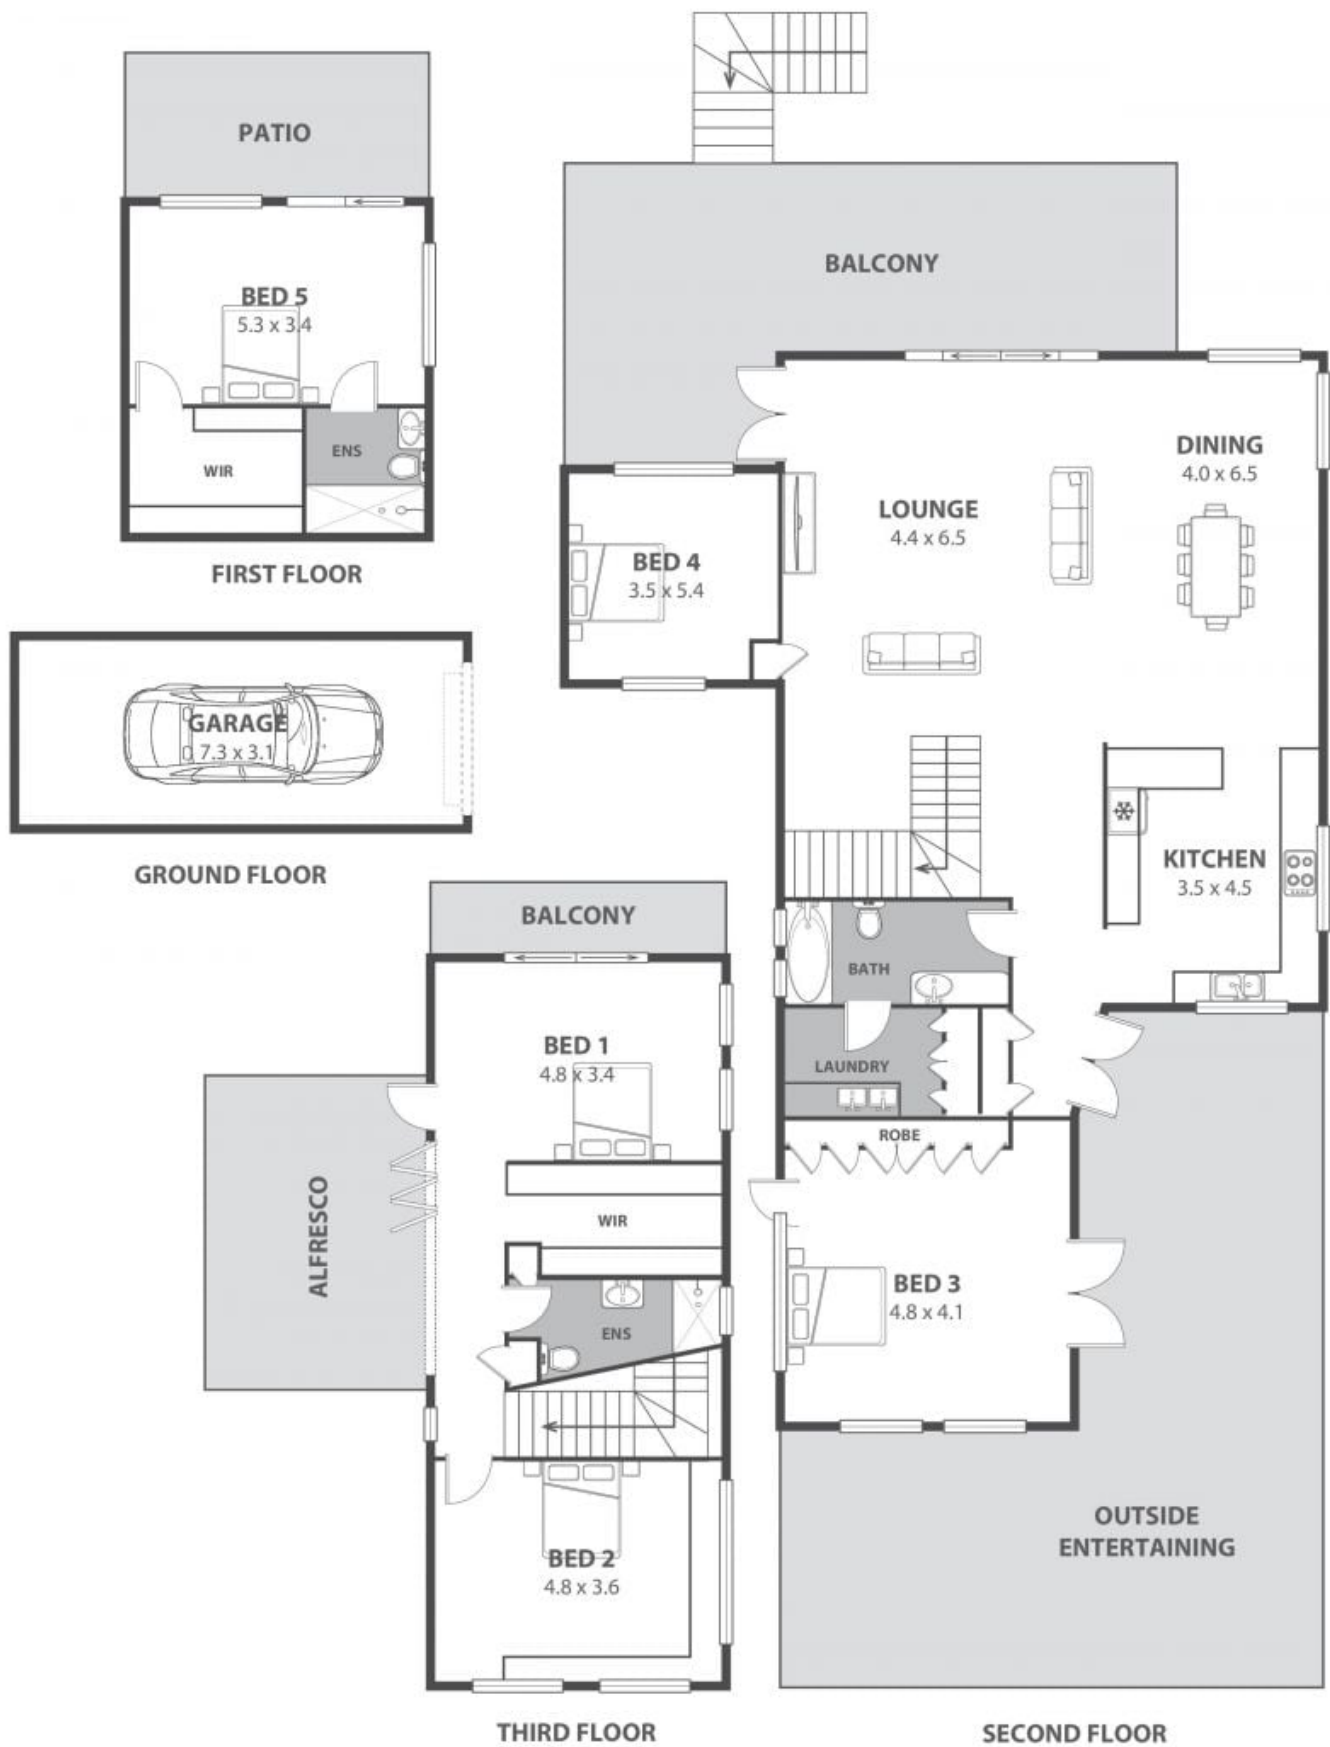 PATIO
BED 5
5.3 x 3.4
WIR
ENS
FIRST FLOOR
GARAGE
7.3 x 3.1
GROUND FLOOR
BALCONY
BED 1
4.8 x 3.4
ALFRESCO
WIR
ENS
BED 2
4.8 x 3.6
THIRD FLOOR
BALCONY
DINING
4.0 x 6.5
LOUNGE
4.4 x 6.5
BED 4
3.5 x 5.4
KITCHEN
3.5 x 4.5
BATH
LAUNDRY
ROBE
BED 3
4.8 x 4.1
OUTSIDE
ENTERTAINING
SECOND FLOOR